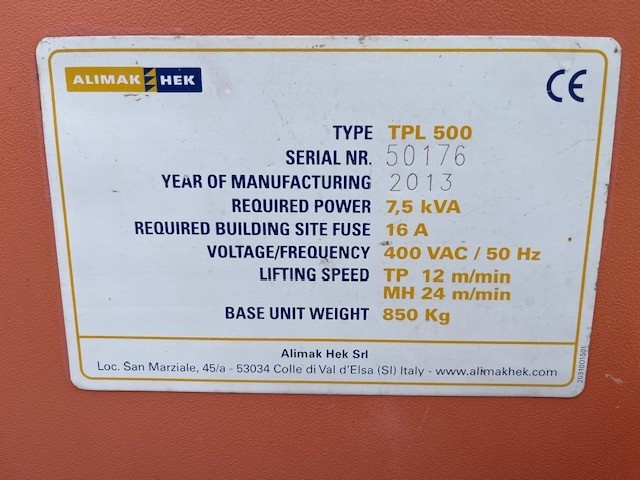 ALIMAK HEK
CE
TYPE TPL 500
SERIAL NR. 50176
YEAR OF MANUFACTURING 2013
REQUIRED POWER 7,5 kVA
REQUIRED BUILDING SITE FUSE 16 A
VOLTAGE/FREQUENCY 400 VAC / 50 Hz
LIFTING SPEED TP 12 m/min
MH 24 m/min
BASE UNIT WEIGHT 850 Kg
Alimak Hek Srl
Loc. San Marziale, 45/a - 53034 Colle di Val d'Elsa (SI) Italy - www.alimakhek.com
2031001501